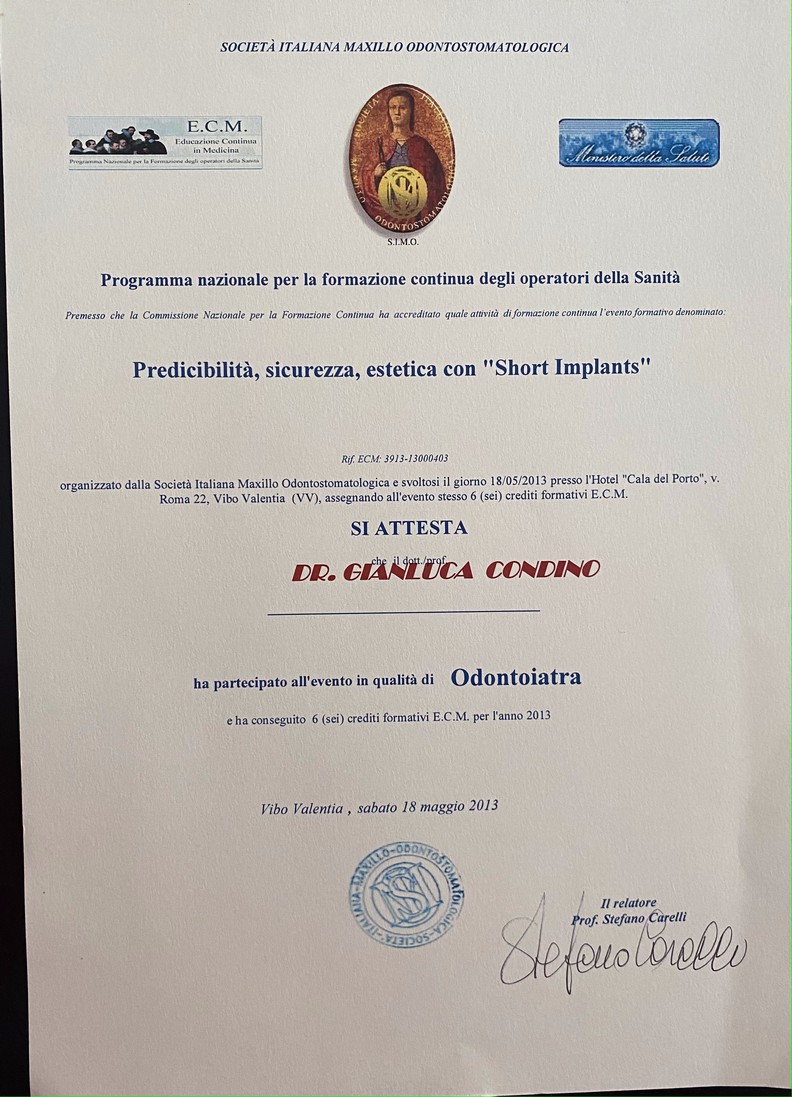 SOCIETÀ ITALIANA MAXILLO ODONTOSTOMATOLOGICA
E.C.M.
Educazione Continua
in Medicina
Programma Nazionale per la Formazione degli operatori della Sanità
Ministero della Salute
ODONTOSTOMATO
S.I.M.O.
Programma nazionale per la formazione continua degli operatori della Sanità
Premesso che la Commissione Nazionale per la Formazione Continua ha accreditato quale attività di formazione continua l'evento formativo denominato:
Predicibilità, sicurezza, estetica con "Short Implants"
Rif. ECM: 3913-13000403
organizzato dalla Società Italiana Maxillo Odontostomatologica e svoltosi il giorno 18/05/2013 presso l'Hotel "Cala del Porto", v.
Roma 22, Vibo Valentia (VV), assegnando all'evento stesso 6 (sei) crediti formativi E.C.M.
SI ATTESTA
che il dott./prof.
DR. GIANLUCA CONDINO
ha partecipato all'evento in qualità di Odontoiatra
e ha conseguito 6 (sei) crediti formativi E.C.M. per l'anno 2013
Vibo Valentia , sabato 18 maggio 2013
SOCIETA'-ITALIANA-MAXILLO-ODONTOSTOMATOLOGICA
Il relatore
Prof. Stefano Carelli
Stefano Carelli